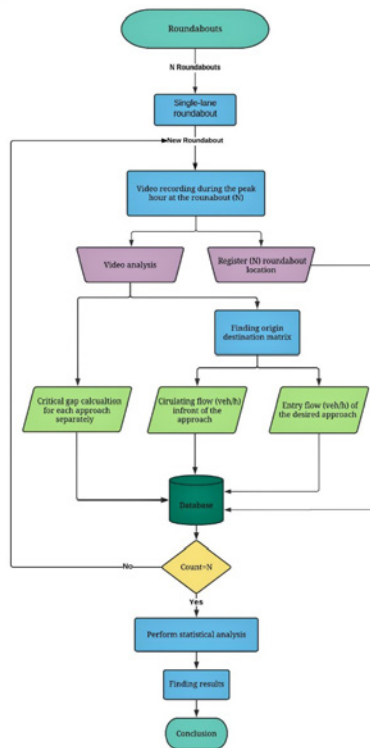 Roundabouts
N Roundabouts
Single-lane
roundabout
New Roundabout
Video recording during the peak
hour at the rounabout (N)
Video analysis
Register (N) roundabout
location
Finding origin
destination matrix
Critical gap calcualtion
for each approach
separately
Cirulating flow (veh/h)
infront of the
approach
Entry flow (veh/h) of
the desired approach
Database
Count=N
No
Yes
Perform statistical analysis
Finding results
Conclusion